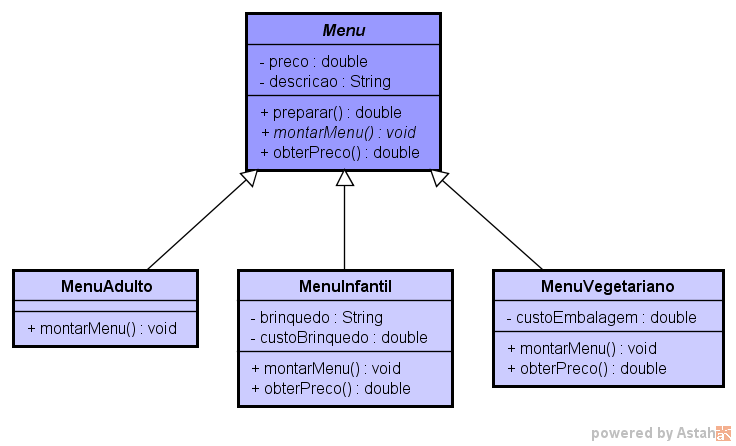 Menu
- preco : double
- descricao : String
+ preparar() : double
+ montarMenu() : void
+ obterPreco() : double
MenuAdulto
+ montarMenu() : void
MenuInfantil
- brinquedo : String
- custoBrinquedo : double
+ montarMenu() : void
+ obterPreco() : double
MenuVegetariano
- custoEmbalagem : double
+ montarMenu() : void
+ obterPreco() : double
powered by Astah